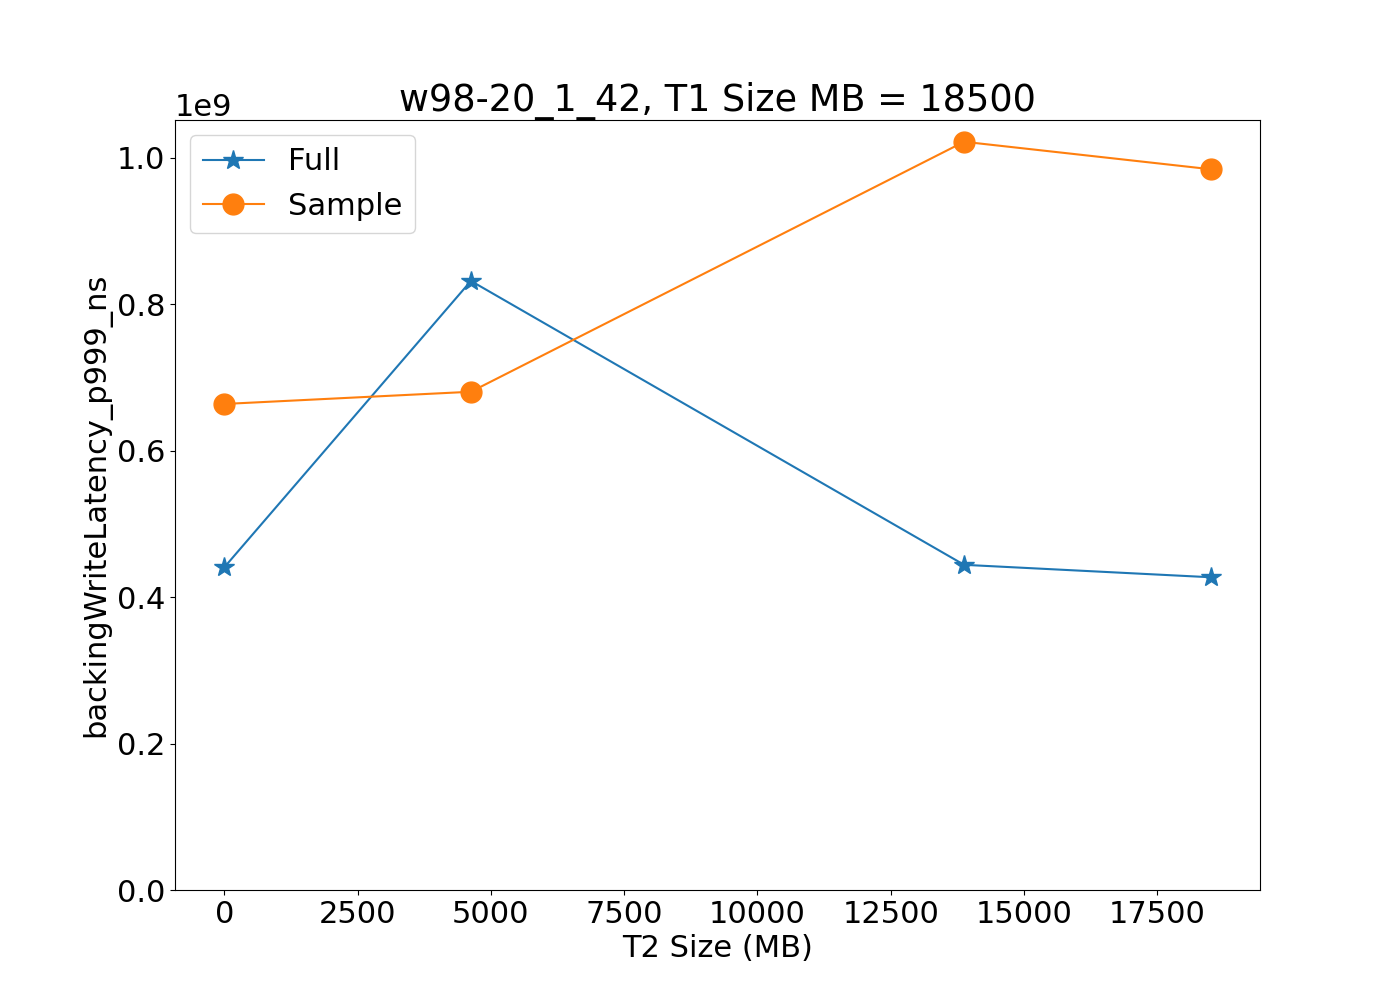 w98-20_1_42, T1 Size MB = 18500
1e9
Full
Sample
1.0
0.8
0.6
0.4
0.2
0.0
backingWriteLatency_p999_ns
0 2500 5000 7500 10000 12500 15000 17500
T2 Size (MB)